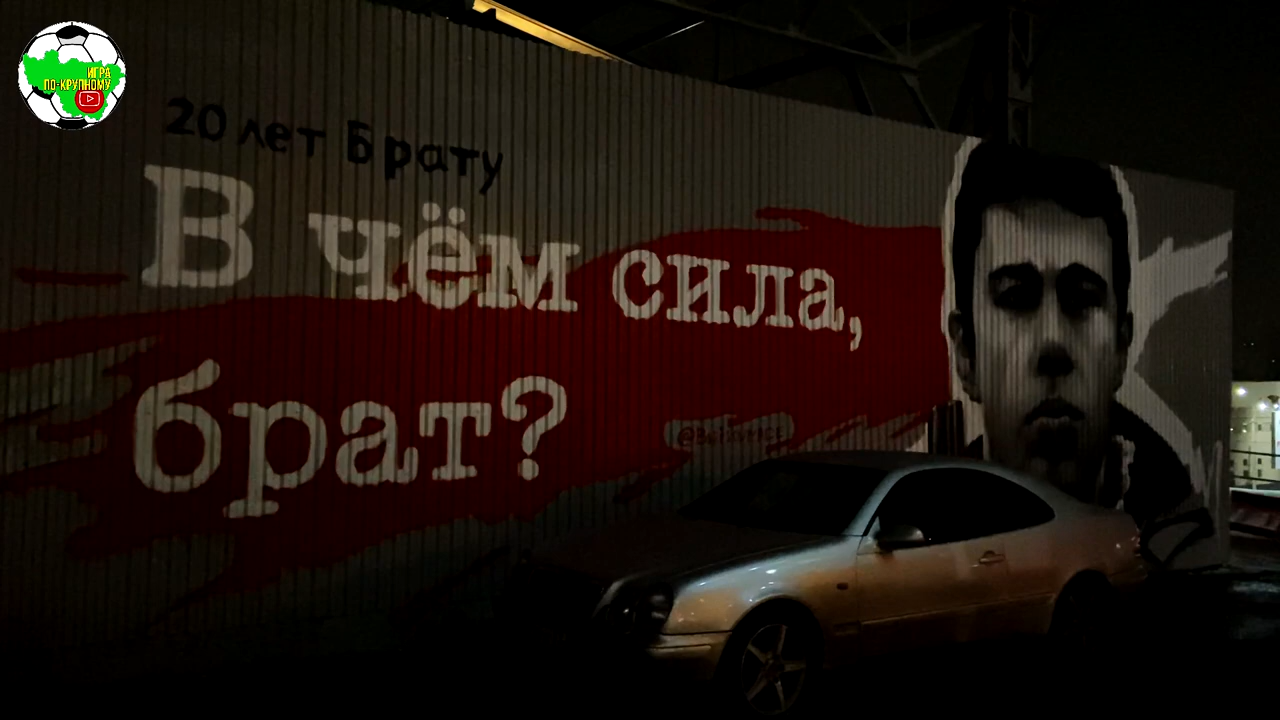 ИГРА
ПО-КРУПНОМУ
20 лет Брату
В чём сила,
брат?